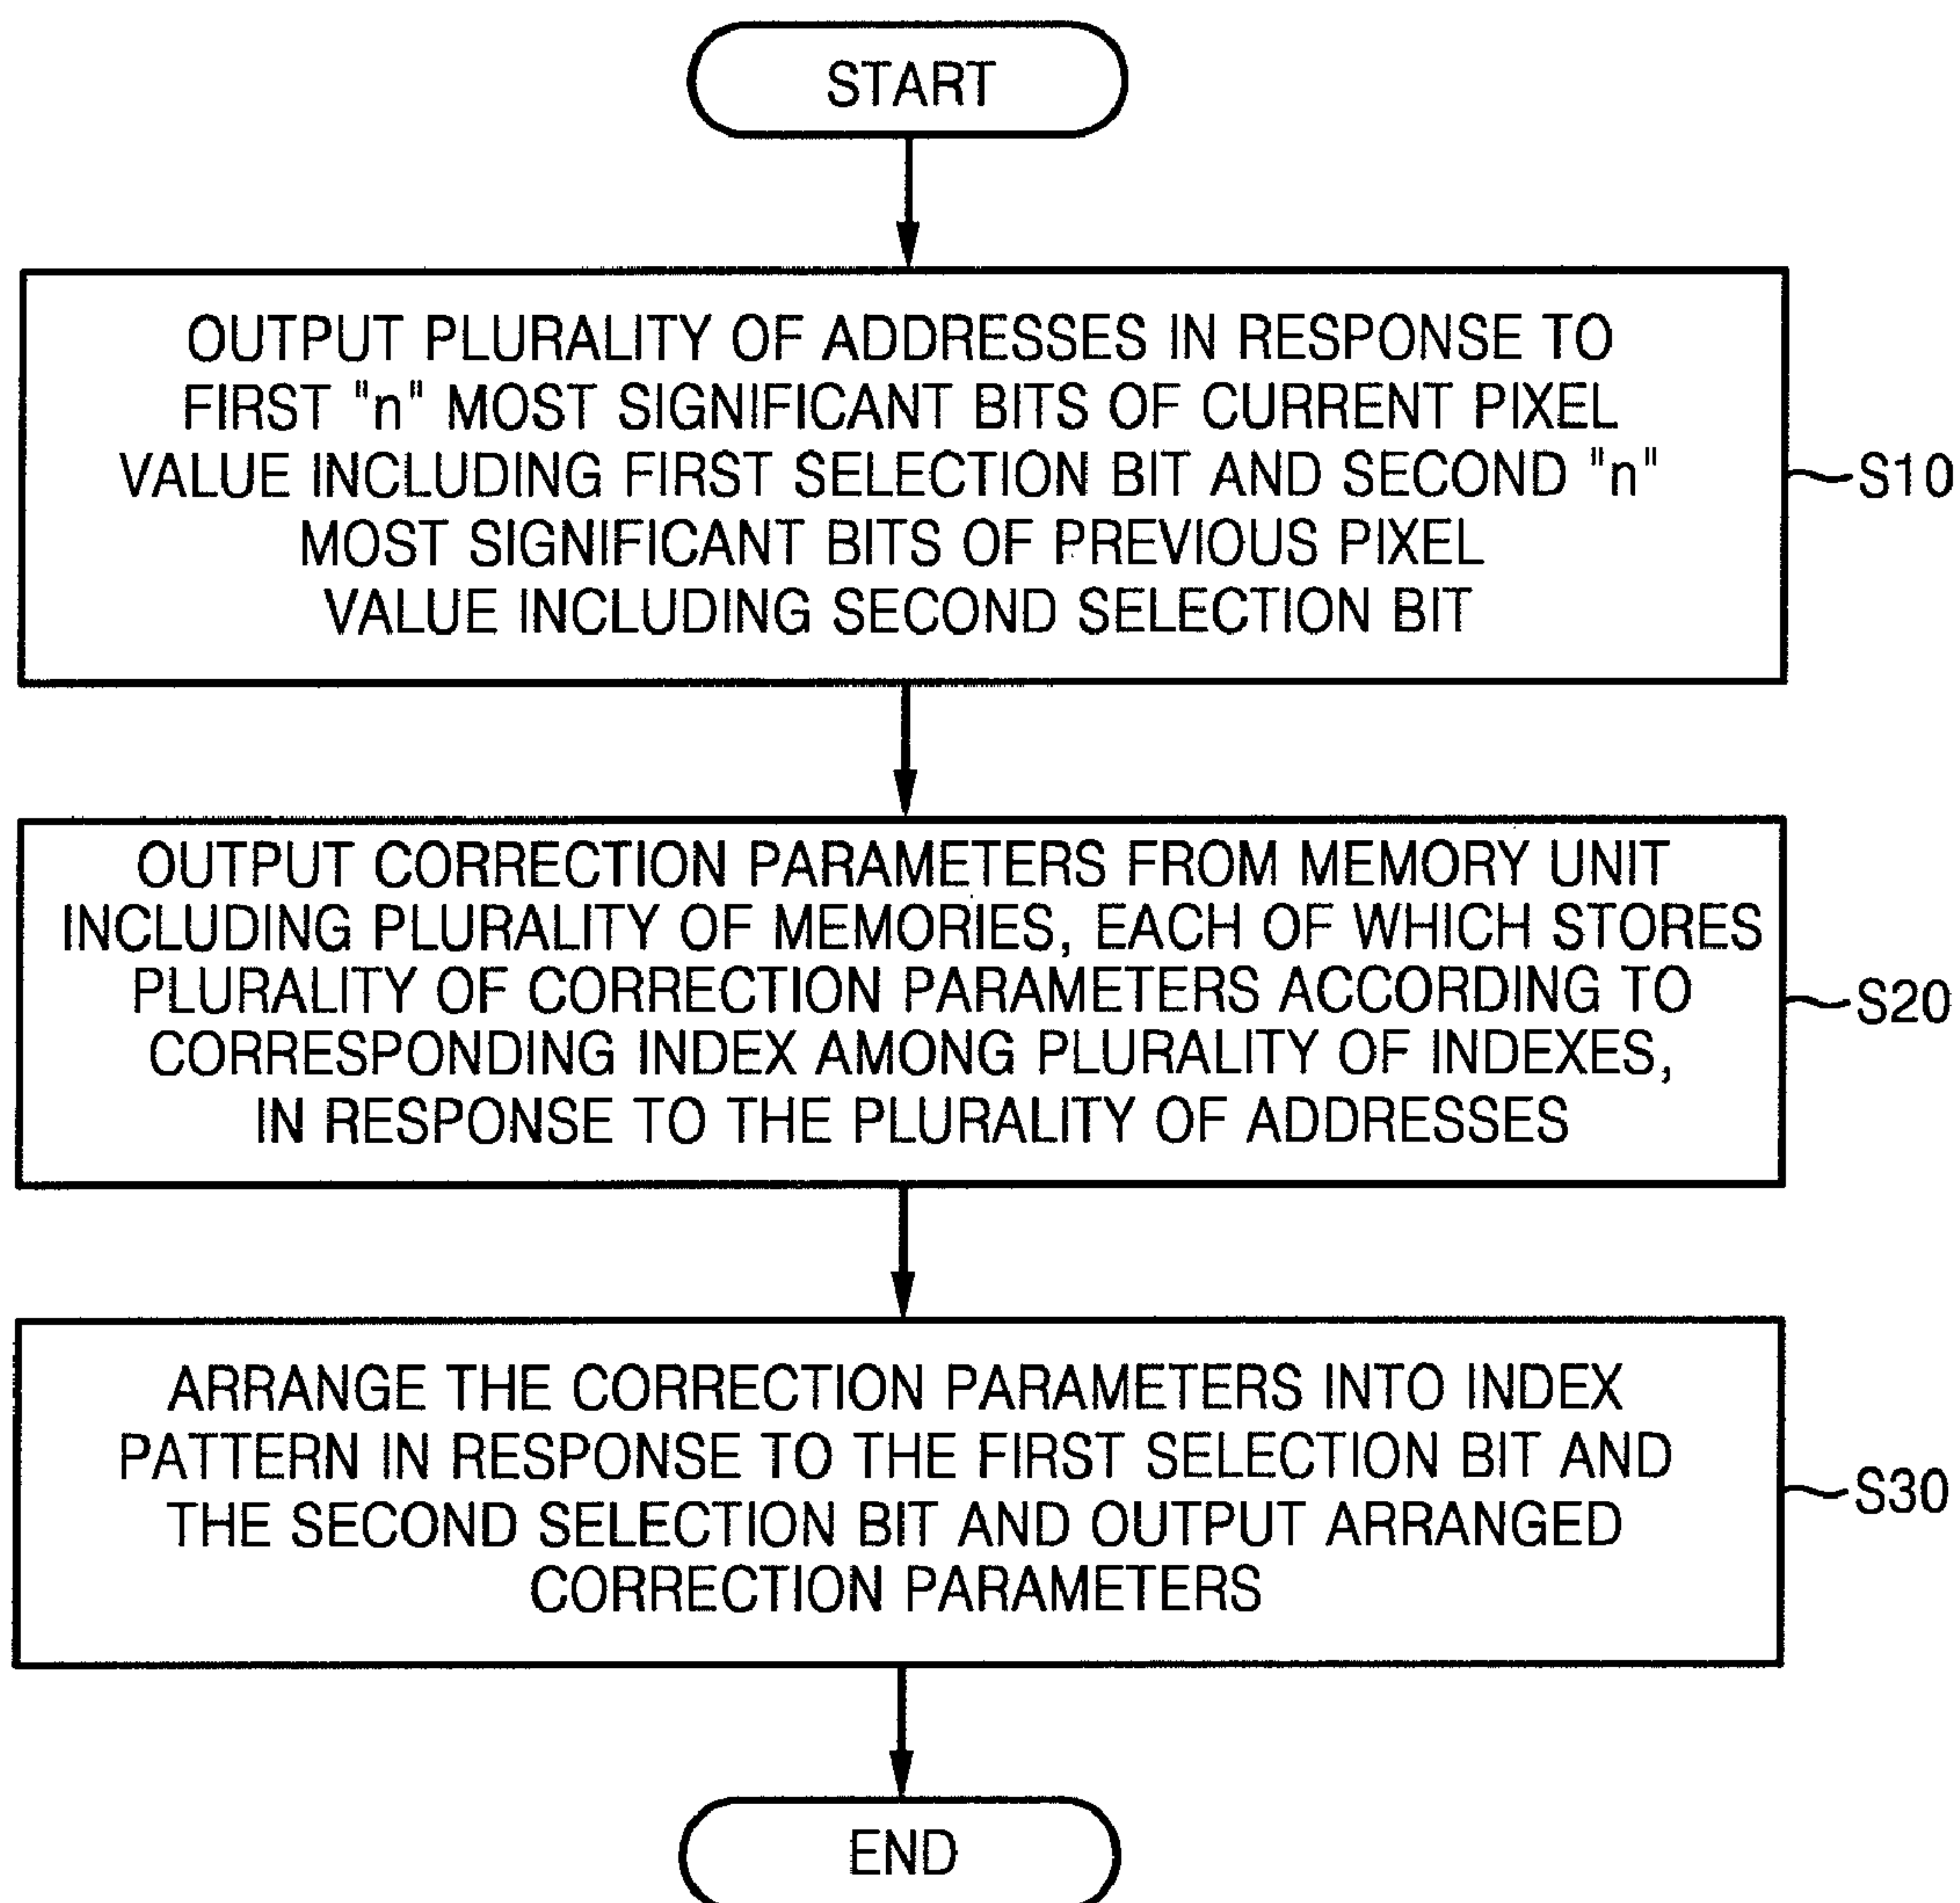 START
OUTPUT PLURALITY OF ADDRESSES IN RESPONSE TO
FIRST "n" MOST SIGNIFICANT BITS OF CURRENT PIXEL
VALUE INCLUDING FIRST SELECTION BIT AND SECOND "n"
MOST SIGNIFICANT BITS OF PREVIOUS PIXEL
VALUE INCLUDING SECOND SELECTION BIT
S10
OUTPUT CORRECTION PARAMETERS FROM MEMORY UNIT
INCLUDING PLURALITY OF MEMORIES, EACH OF WHICH STORES
PLURALITY OF CORRECTION PARAMETERS ACCORDING TO
CORRESPONDING INDEX AMONG PLURALITY OF INDEXES,
IN RESPONSE TO THE PLURALITY OF ADDRESSES
S20
ARRANGE THE CORRECTION PARAMETERS INTO INDEX
PATTERN IN RESPONSE TO THE FIRST SELECTION BIT AND
THE SECOND SELECTION BIT AND OUTPUT ARRANGED
CORRECTION PARAMETERS
S30
END